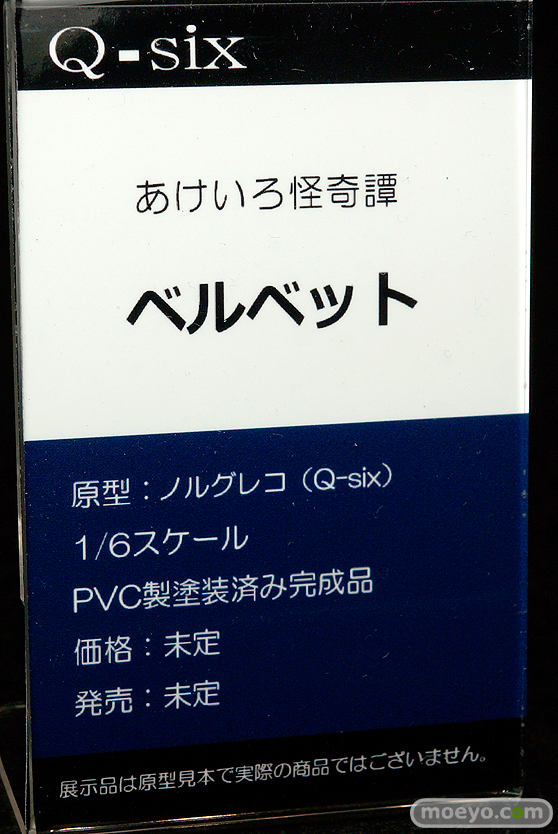 Q-six
あけいろ怪奇譚
ベルベット
原型：ノルグレコ（Q-six）
1/6スケール
PVC製塗装済み完成品
価格：未定
発売：未定
展示品は原型見本で実際の商品ではございません。
moeyo.com